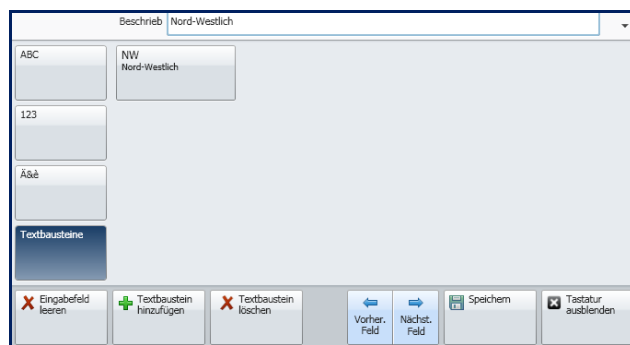 Beschrieb Nord-Westlich
ABC
NW
Nord-Westlich
123
Ä&è
Textbausteine
Eingabefeld
leeren
Textbaustein
hinzufügen
Textbaustein
löschen
Vorher.
Feld
Nächst.
Feld
Speichern
Tastatur
ausblenden